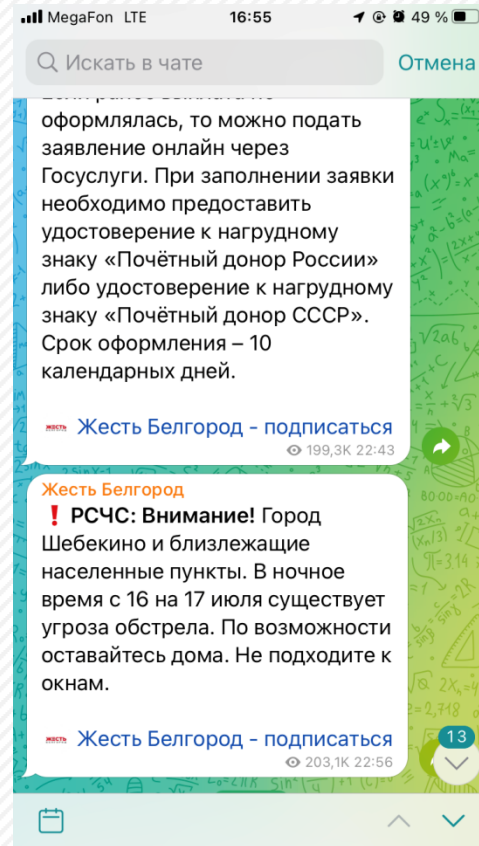 MegaFon LTE 16:55 49 %
Искать в чате Отмена
оформлялась, то можно подать
заявление онлайн через
Госуслуги. При заполнении заявки
необходимо предоставить
удостоверение к нагрудному
знаку «Почётный донор России»
либо удостоверение к нагрудному
знаку «Почётный донор СССР».
Срок оформления – 10
календарных дней.
жесть Жесть Белгород - подписаться
199,3K 22:43
Жесть Белгород
❗ РСЧС: Внимание! Город
Шебекино и близлежащие
населенные пункты. В ночное
время с 16 на 17 июля существует
угроза обстрела. По возможности
оставайтесь дома. Не подходите к
окнам.
жесть Жесть Белгород - подписаться
203,1K 22:56
13